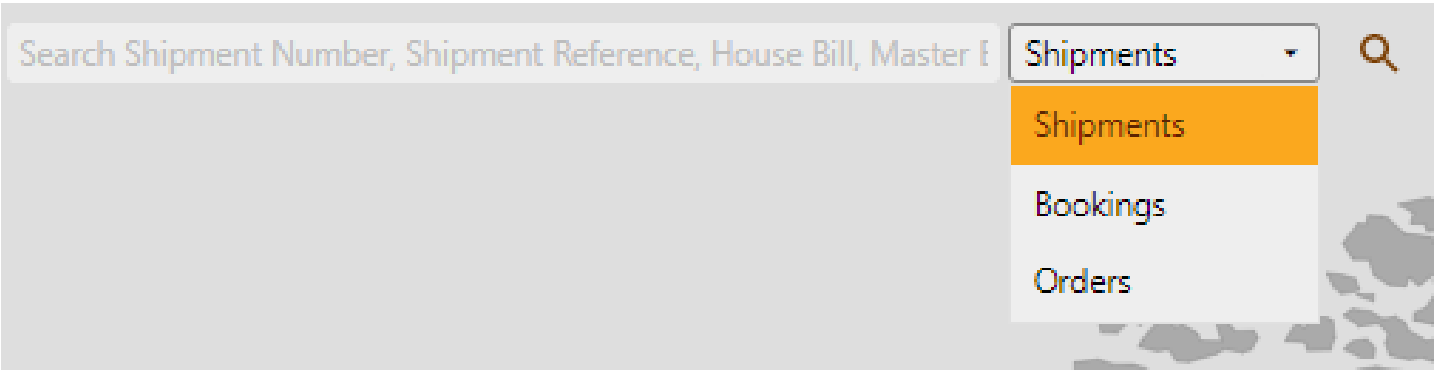 Search Shipment Number, Shipment Reference, House Bill, Master
Shipments
Shipments
Bookings
Orders